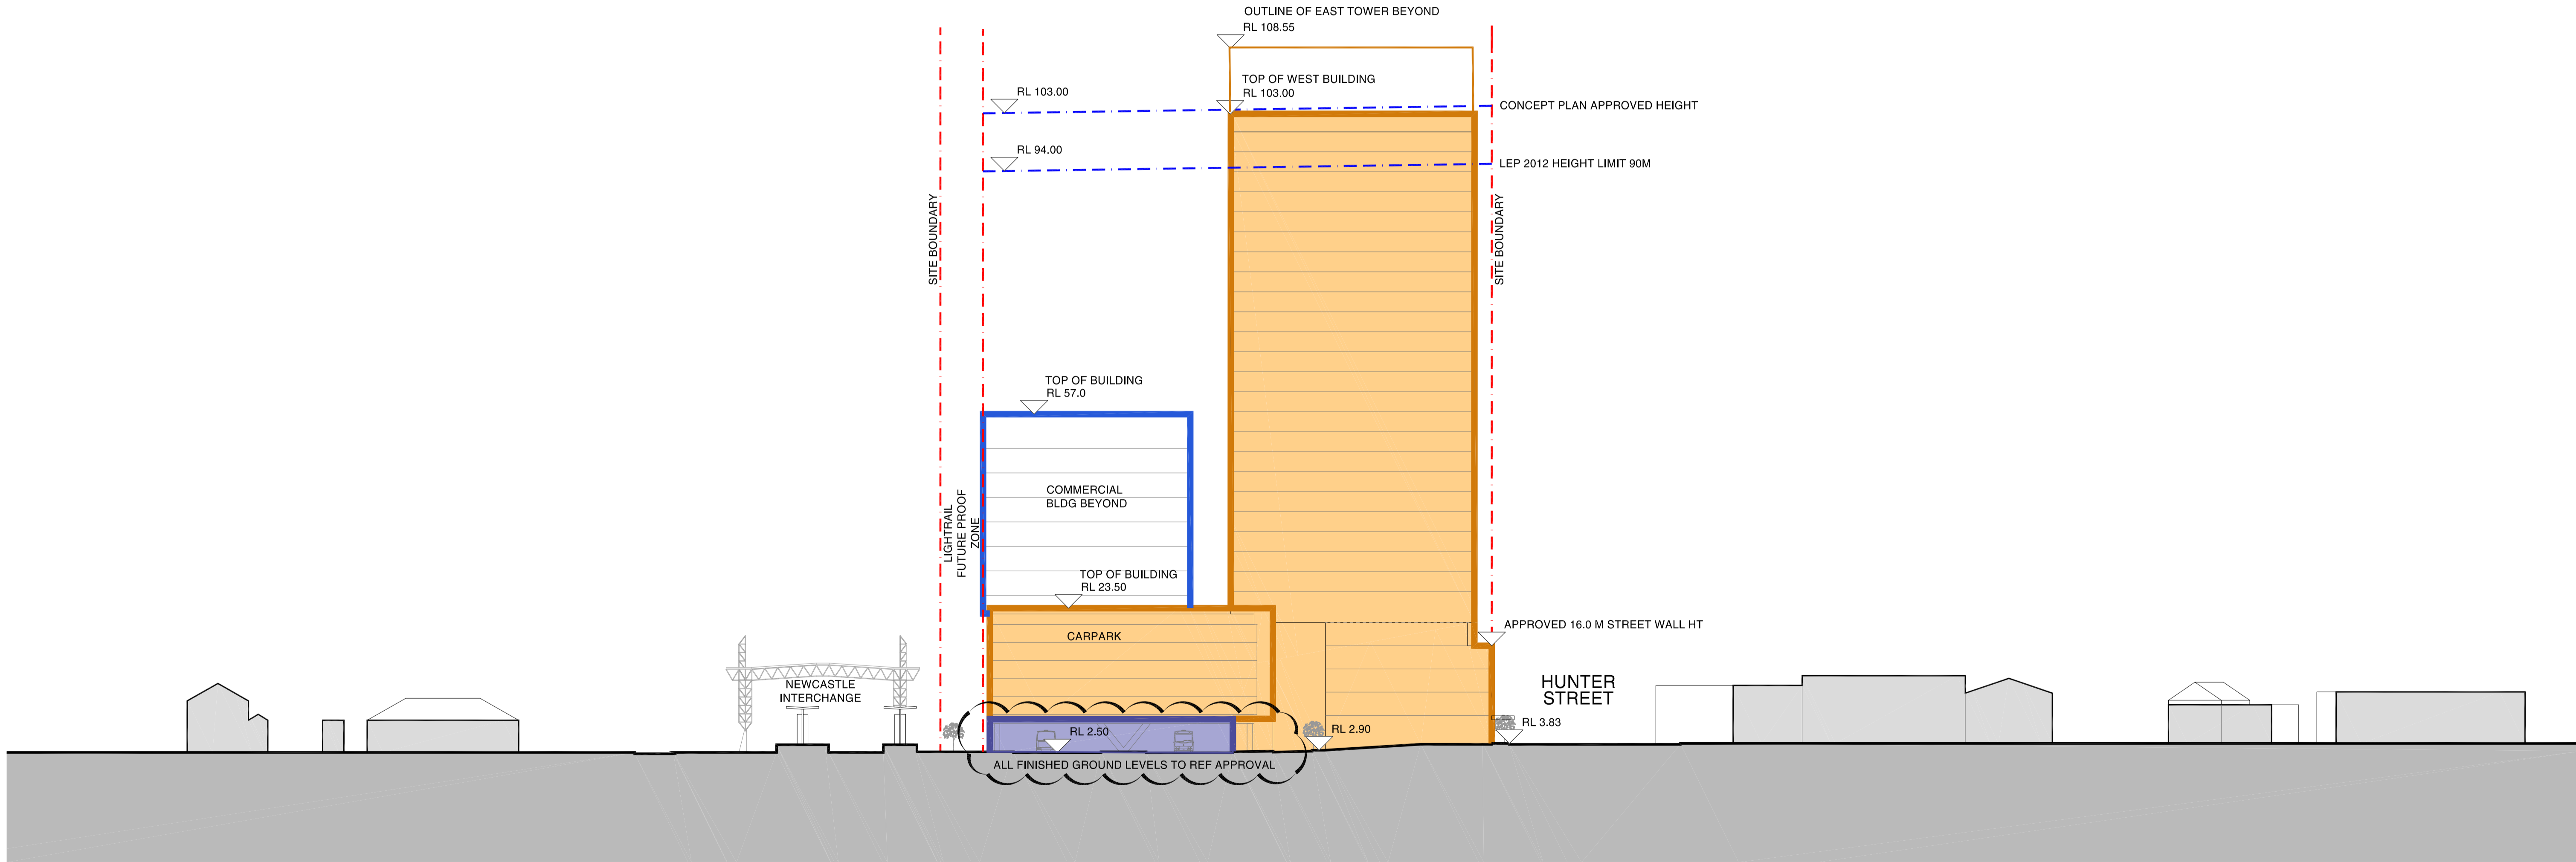 OUTLINE OF EAST TOWER BEYOND
RL 108.55
TOP OF WEST BUILDING
RL 103.00
RL 103.00
CONCEPT PLAN APPROVED HEIGHT
RL 94.00
LEP 2012 HEIGHT LIMIT 90M
SITE BOUNDARY
SITE BOUNDARY
TOP OF BUILDING
RL 57.0
COMMERCIAL
BLDG BEYOND
LIGHTRAIL
FUTURE PROOF
ZONE
TOP OF BUILDING
RL 23.50
CARPARK
APPROVED 16.0 M STREET WALL HT
NEWCASTLE
INTERCHANGE
HUNTER
STREET
RL 3.83
RL 2.50
RL 2.90
ALL FINISHED GROUND LEVELS TO REF APPROVAL